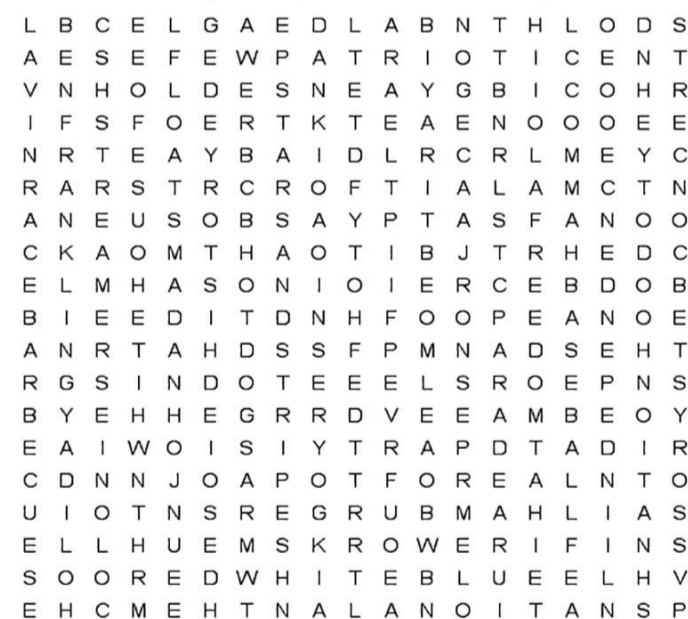 L B C E L G A E D L A B N T H L O D S
A E S E F E W P A T R I O T I C E N T
V N H O L D E S N E A Y G B I C O H R
I F S F O E R T K T E A E N O O O E E
N R T E A Y B A I D L R C R L M E Y C
R A R S T R C R O F T I A L A M C T N
A N E U S O B S A Y P T A S F A N O O
C K A O M T H A O T I B J T R H E D C
E L M H A S O N I O I E R C E B D O B
B I E E D I T D N H F O O P E A N O E
A N R T A H D S S F P M N A D S E H T
R G S I N D O T E E E L S R O E P N S
B Y E H H E G R R D V E E A M B E O Y
E A I W O I S I Y T R A P D T A D I R
C D N N J O A P O T F O R E A L N T O
U I O T N S R E G R U B M A H L I A S
E L L H U E M S K R O W E R I F I N S
S O O R E D W H I T E B L U E E L H V
E H C M E H T N A L A N O I T A N S P